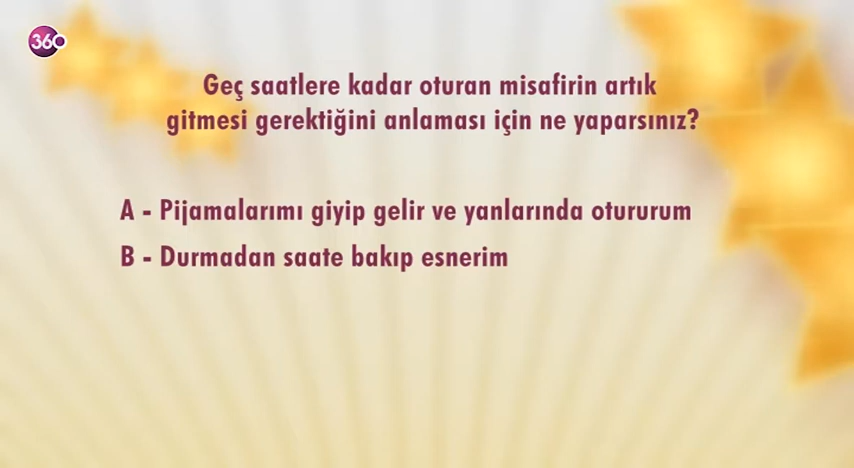 360
Geç saatlere kadar oturan misafirin artık
gitmesi gerektiğini anlaması için ne yaparsınız?
A - Pijamalarımı giyip gelir ve yanlarında otururum
B - Durmadan saate bakıp esnerim